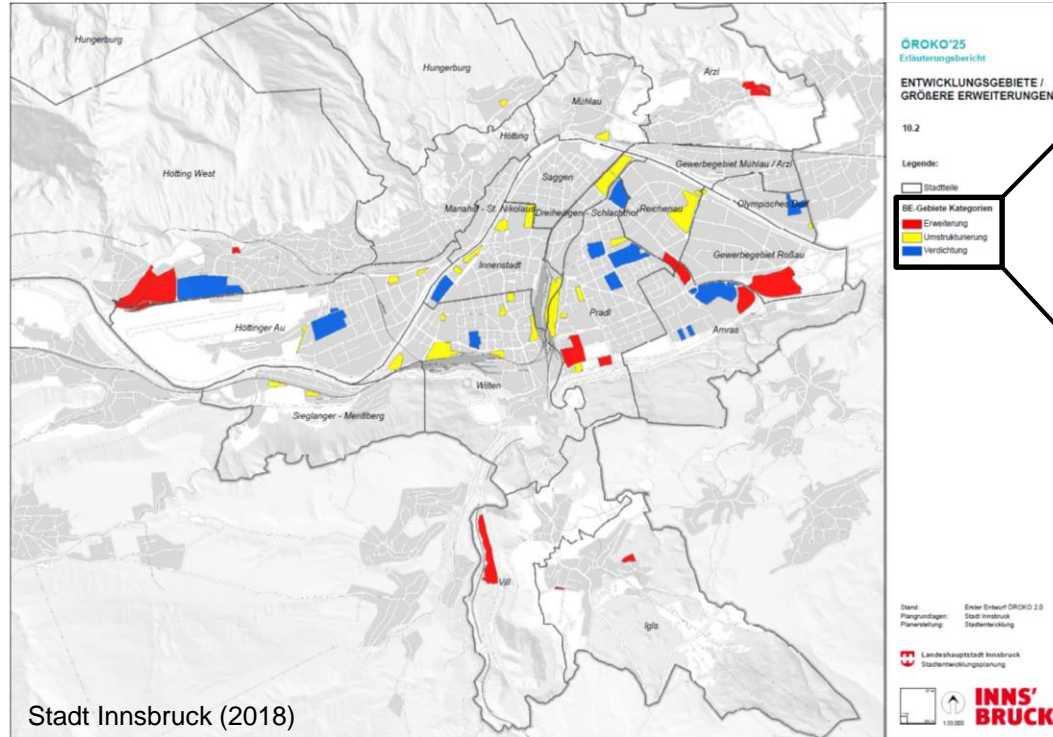 Hungerburg
Hungerburg
Arzl
Mühlau
Hötting
Hötting West
Saggen
Gewerbegebiet Mühlau / Arzl
Mariahilf - St. Nikolaus
Dreiheiligen - Schlachthof
Reichenau
Olympisches Dorf
Innenstadt
Gewerbegebiet Roßau
Höttinger Au
Pradl
Amras
Wilten
Sieglanger - Mentlberg
Vill
Igls
Stadt Innsbruck (2018)
ÖROKO'25
Erläuterungsbericht
ENTWICKLUNGSGEBIETE /
GRÖßERE ERWEITERUNGEN
10.2
Legende:
Stadtteile
BE-Gebiete Kategorien
Erweiterung
Umstrukturierung
Verdichtung
Stand: Erster Entwurf ÖROKO 2.0
Plangrundlagen: Stadt Innsbruck
Planerstellung: Stadtentwicklung
Landeshauptstadt Innsbruck
Stadtentwicklungsplanung
INNS'
BRUCK